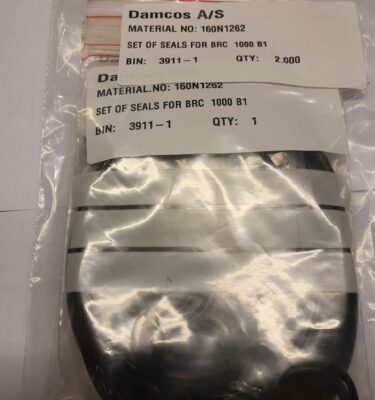 Damcos A/S
MATERIAL NO: 160N1262
SET OF SEALS FOR BRC 1000 B1
BIN: 3911-1 QTY: 2.000
Da
MATERIAL.NO: 160N1262
SET OF SEALS FOR BRC 1000 B1
BIN: 3911-1 QTY: 1